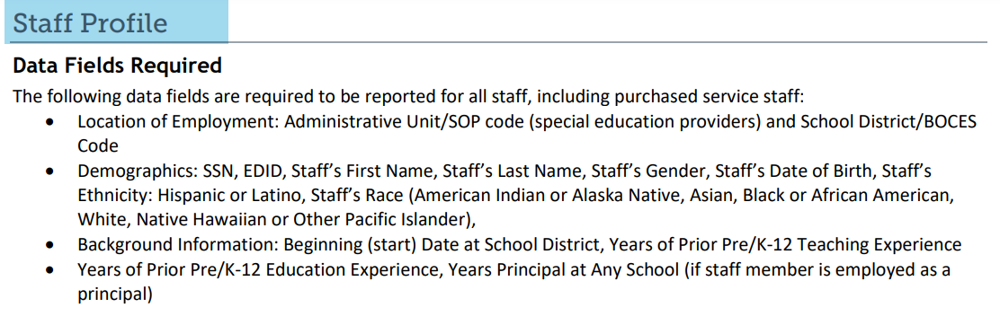 Staff Profile
Data Fields Required
The following data fields are required to be reported for all staff, including purchased service staff:
• Location of Employment: Administrative Unit/SOP code (special education providers) and School District/BOCES
Code
• Demographics: SSN, EDID, Staff’s First Name, Staff’s Last Name, Staff’s Gender, Staff’s Date of Birth, Staff’s
Ethnicity: Hispanic or Latino, Staff’s Race (American Indian or Alaska Native, Asian, Black or African American,
White, Native Hawaiian or Other Pacific Islander),
• Background Information: Beginning (start) Date at School District, Years of Prior Pre/K-12 Teaching Experience
• Years of Prior Pre/K-12 Education Experience, Years Principal at Any School (if staff member is employed as a
principal)